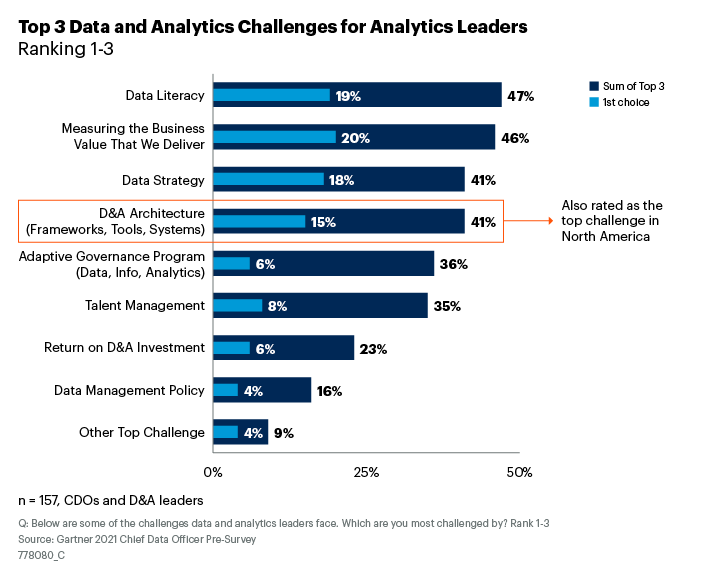 Top 3 Data and Analytics Challenges for Analytics Leaders
Ranking 1-3
Sum of Top 3
1st choice
Data Literacy
19%
47%
Measuring the Business
Value That We Deliver
20%
46%
Data Strategy
18%
41%
D&A Architecture
(Frameworks, Tools, Systems)
15%
41%
Also rated as the
top challenge in
North America
Adaptive Governance Program
(Data, Info, Analytics)
6%
36%
Talent Management
8%
35%
Return on D&A Investment
6%
23%
Data Management Policy
4%
16%
Other Top Challenge
4%
9%
0%
25%
50%
n = 157, CDOs and D&A leaders
Q: Below are some of the challenges data and analytics leaders face. Which are you most challenged by? Rank 1-3
Source: Gartner 2021 Chief Data Officer Pre-Survey
778080_C